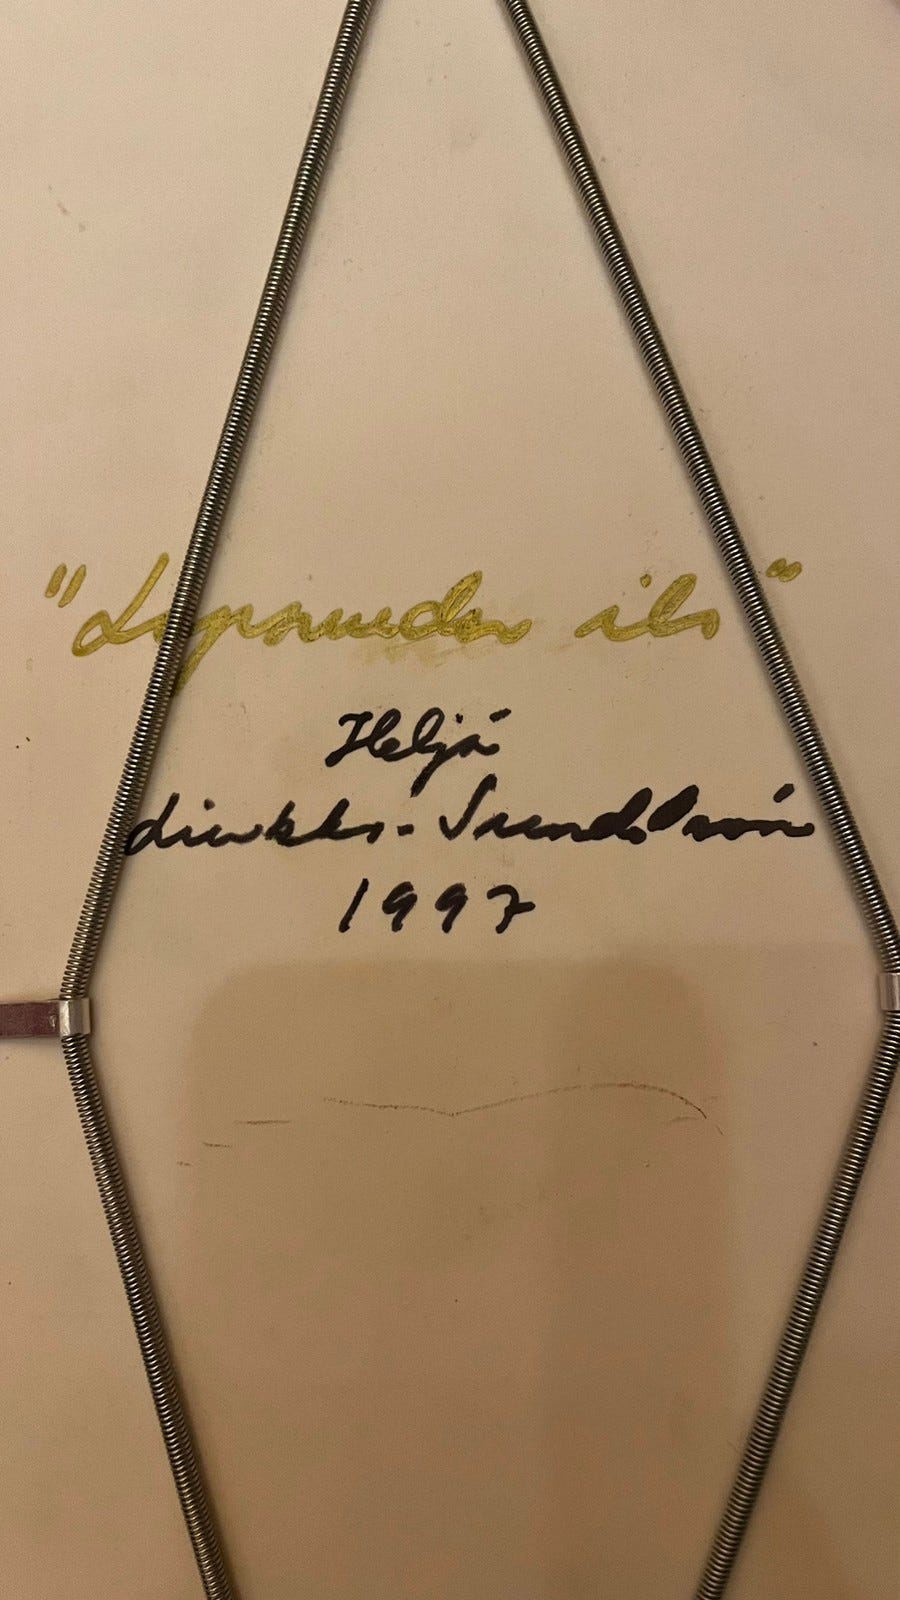 "Lapsuuden ilo"
Heljä
Liukko-Sundström
1997